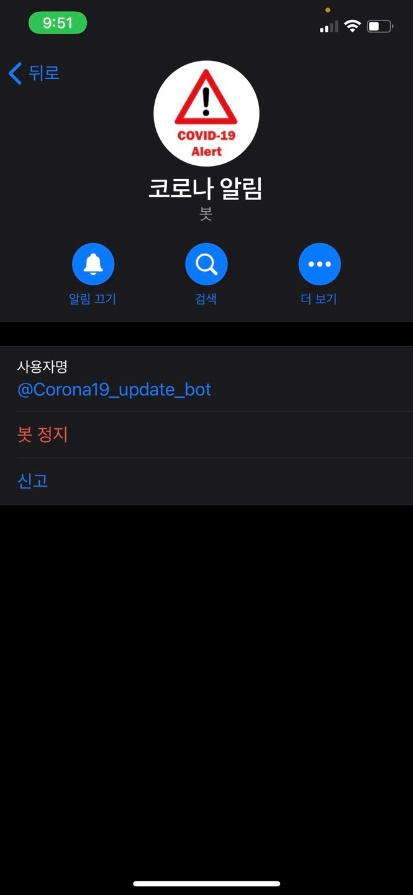 9:51
뒤로
COVID-19
Alert
코로나 알림
봇
알림 끄기
검색
더 보기
사용자명
@Corona19_update_bot
봇 정지
신고